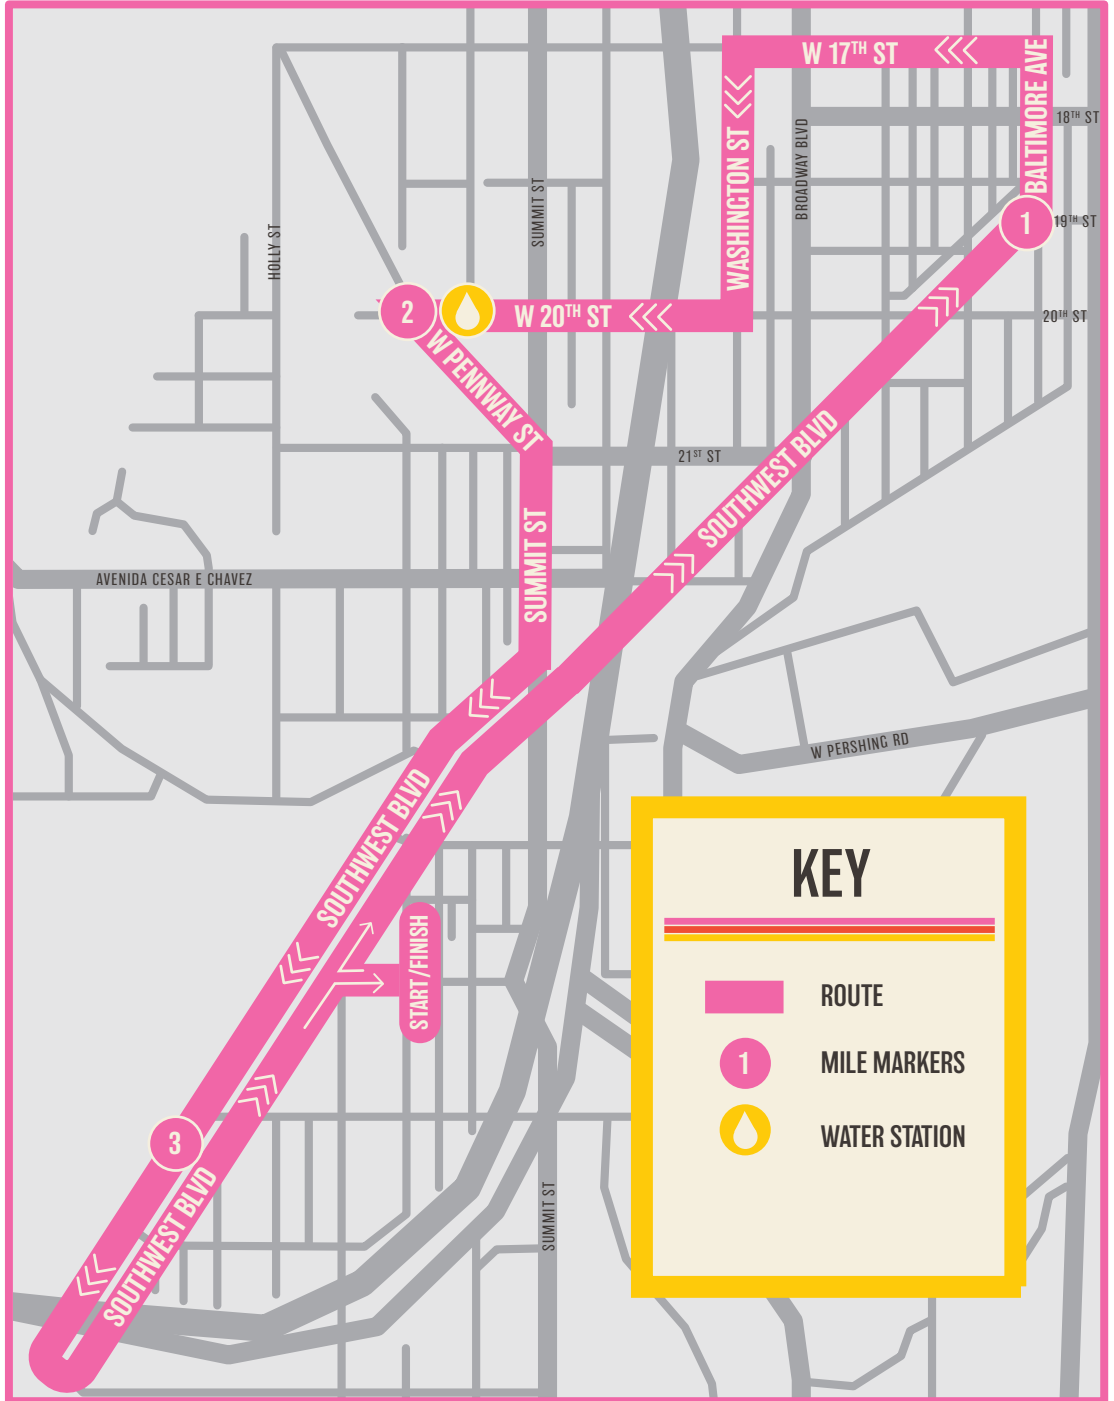 W 17TH ST
BALTIMORE AVE
18TH ST
WASHINGTON ST
BROADWAY BLVD
SUMMIT ST
HOLLY ST
1
19TH ST
2
W 20TH ST
20TH ST
W PENNWAY ST
21ST ST
SOUTHWEST BLVD
SUMMIT ST
AVENIDA CESAR E CHAVEZ
W PERSHING RD
SOUTHWEST BLVD
START/FINISH
3
SOUTHWEST BLVD
SUMMIT ST
KEY
ROUTE
1 MILE MARKERS
WATER STATION